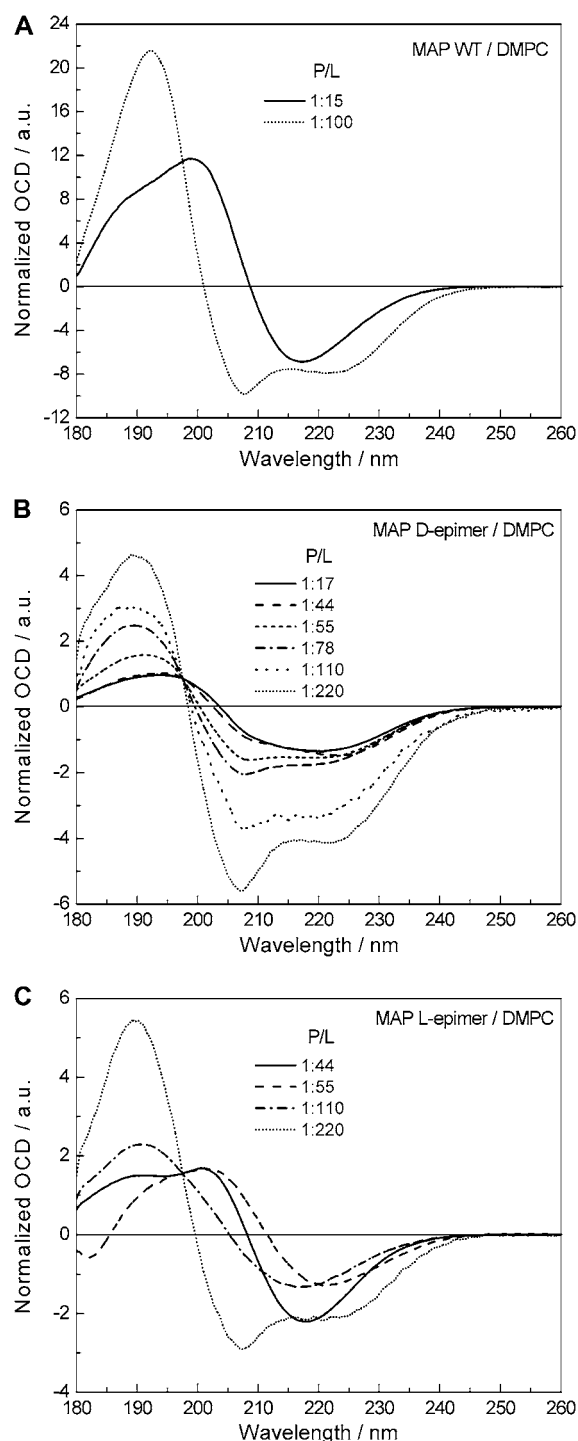 A
MAP WT / DMPC
P/L
1:15
1:100
Normalized OCD / a.u.
24
20
16
12
8
4
0
-4
-8
-12
180 190 200 210 220 230 240 250 260
Wavelength / nm
B
MAP D-epimer / DMPC
P/L
1:17
1:44
1:55
1:78
1:110
1:220
Normalized OCD / a.u.
6
4
2
0
-2
-4
-6
180 190 200 210 220 230 240 250 260
Wavelength / nm
C
MAP L-epimer / DMPC
P/L
1:44
1:55
1:110
1:220
Normalized OCD / a.u.
6
4
2
0
-2
-4
180 190 200 210 220 230 240 250 260
Wavelength / nm